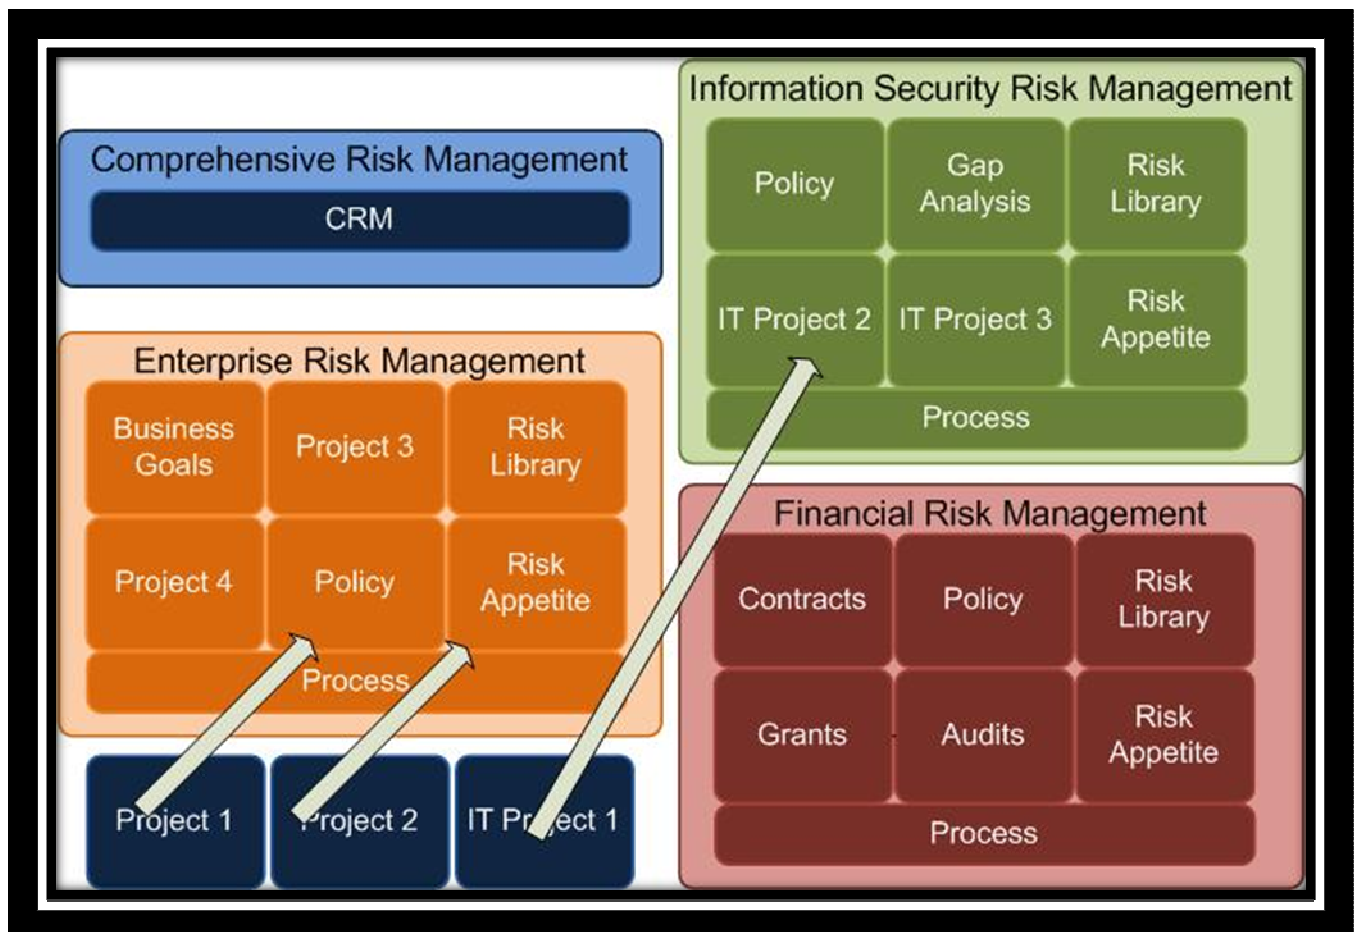 Comprehensive Risk Management
CRM
Enterprise Risk Management
Business
Goals
Project 3
Risk
Library
Project 4
Policy
Risk
Appetite
Process
Project 1
Project 2
IT Project 1
Information Security Risk Management
Policy
Gap
Analysis
Risk
Library
IT Project 2
IT Project 3
Risk
Appetite
Process
Financial Risk Management
Contracts
Policy
Risk
Library
Grants
Audits
Risk
Appetite
Process